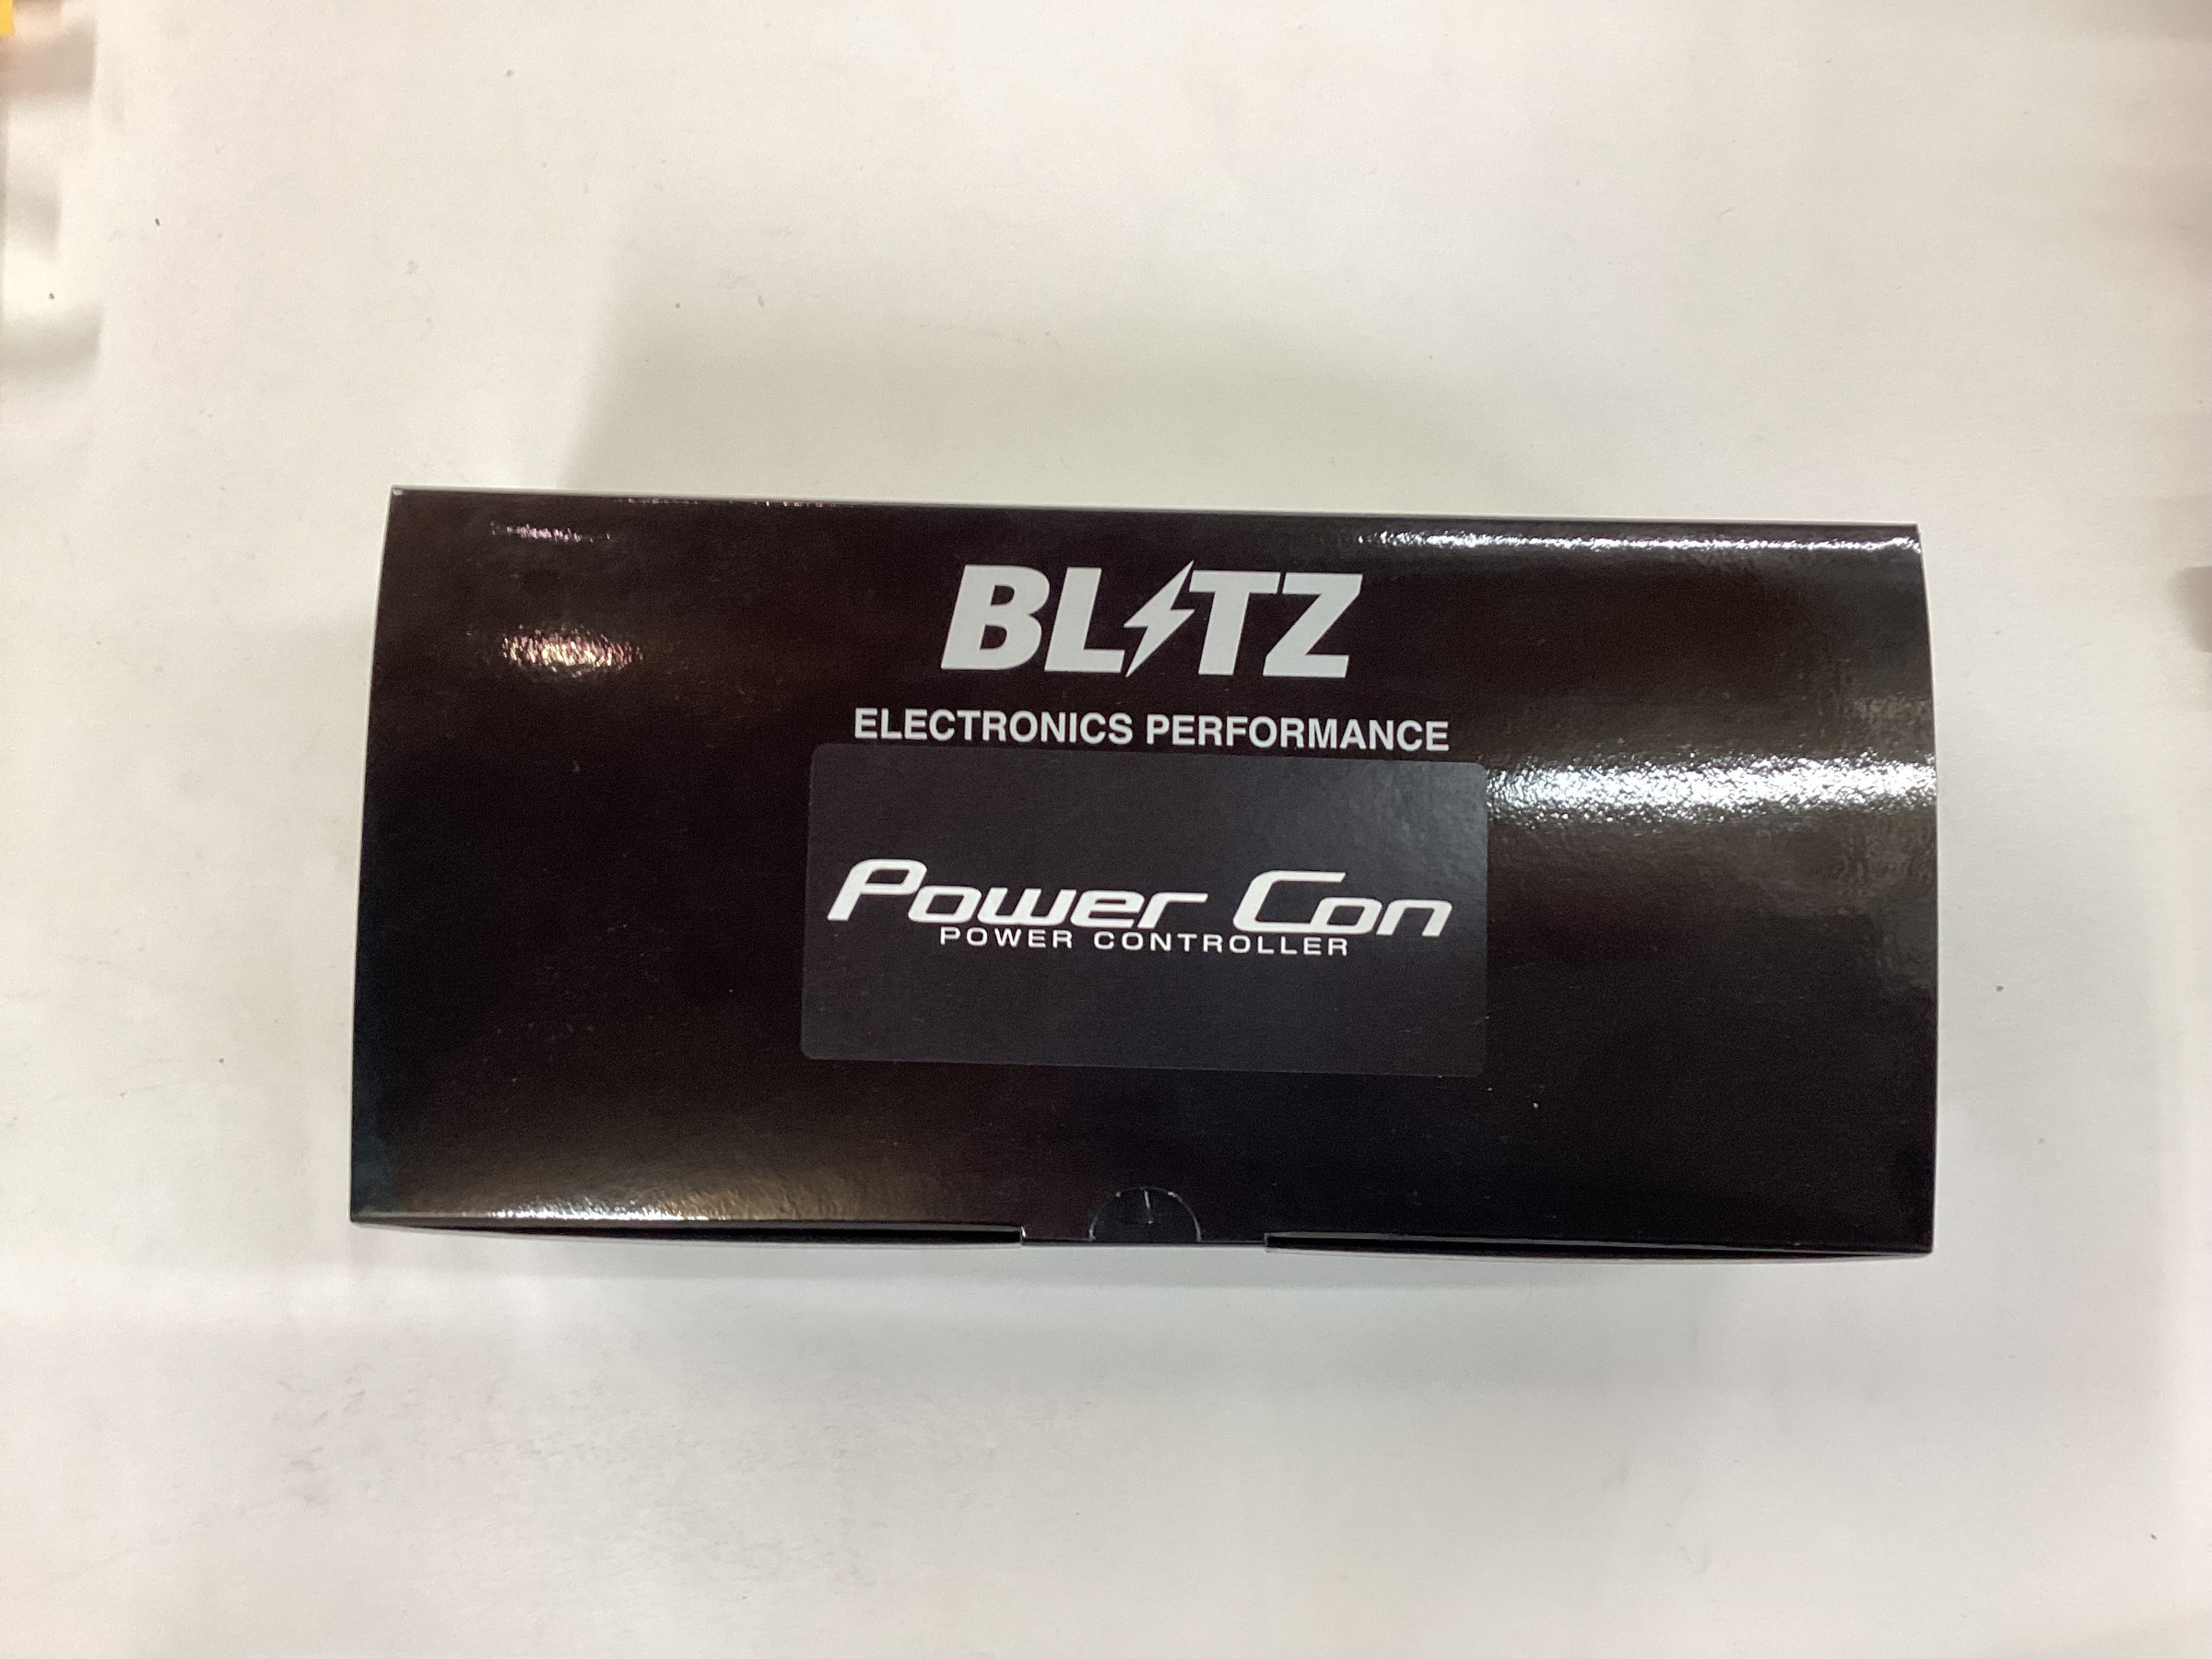 BLITZ
ELECTRONICS PERFORMANCE
Power Con
POWER CONTROLLER